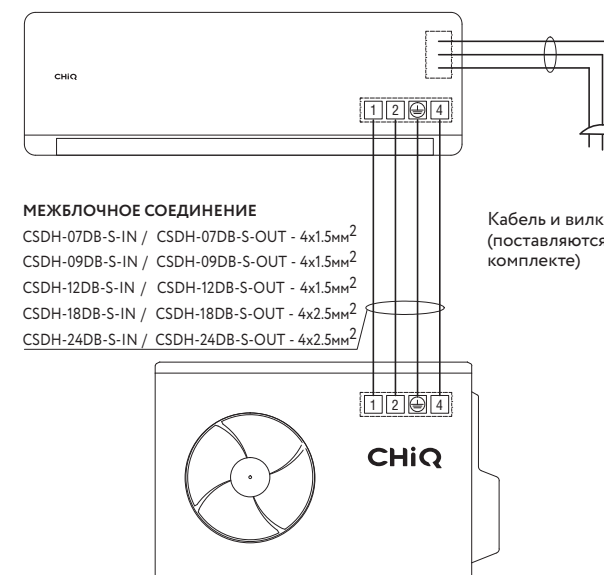 CHiQ
1 2 4
МЕЖБЛОЧНОЕ СОЕДИНЕНИЕ
CSDH-07DB-S-IN / CSDH-07DB-S-OUT - 4x1.5мм2
CSDH-09DB-S-IN / CSDH-09DB-S-OUT - 4x1.5мм2
CSDH-12DB-S-IN / CSDH-12DB-S-OUT - 4x1.5мм2
CSDH-18DB-S-IN / CSDH-18DB-S-OUT - 4x2.5мм2
CSDH-24DB-S-IN / CSDH-24DB-S-OUT - 4x2.5мм2
Кабель и вилк
(поставляются
комплекте)
1 2 4
CHiQ